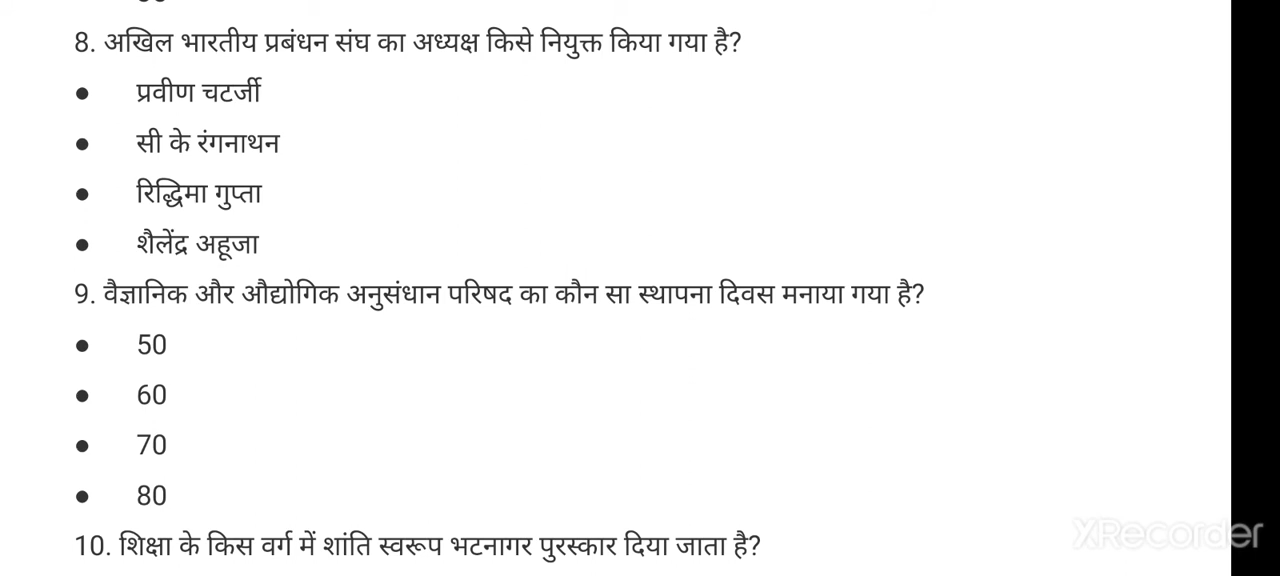 8. अखिल भारतीय प्रबंधन संघ का अध्यक्ष किसे नियुक्त किया गया है?
● प्रवीण चटर्जी
● सी के रंगनाथन
● रिद्धिमा गुप्ता
● शैलेंद्र अहूजा
9. वैज्ञानिक और औद्योगिक अनुसंधान परिषद का कौन सा स्थापना दिवस मनाया गया है?
● 50
● 60
● 70
● 80
10. शिक्षा के किस वर्ग में शांति स्वरूप भटनागर पुरस्कार दिया जाता है?
XRecorder